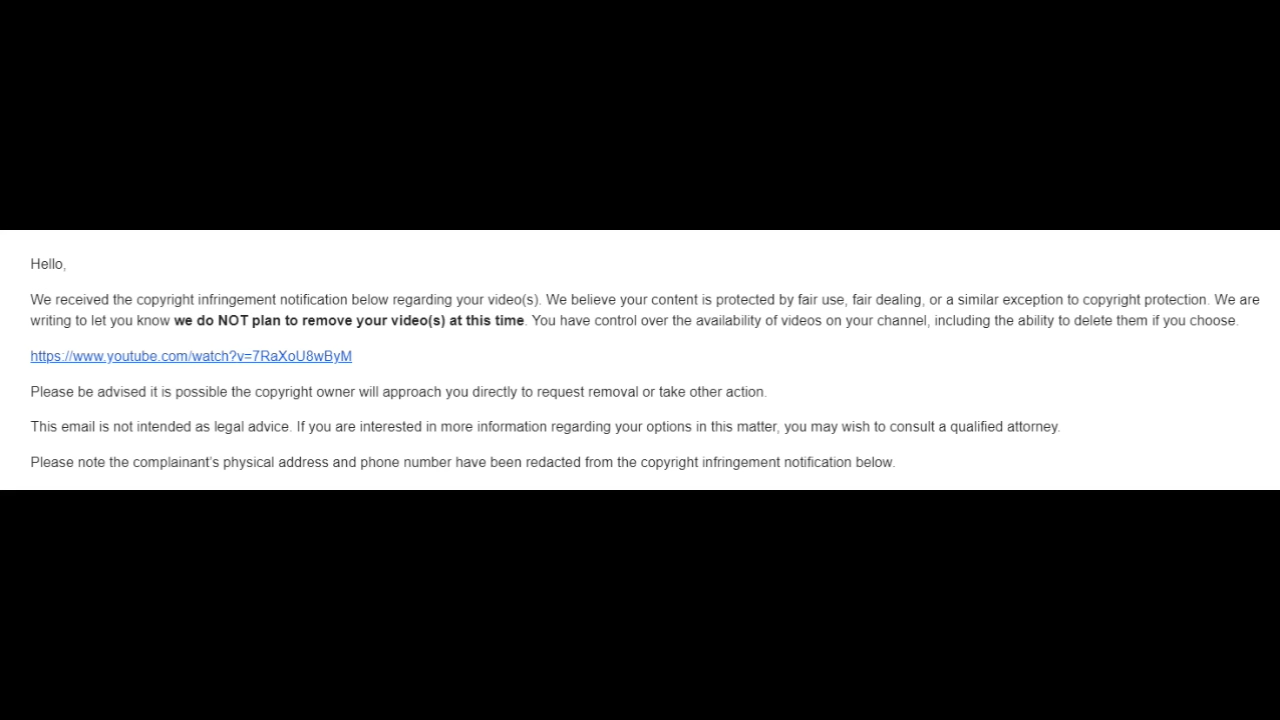 Hello,
We received the copyright infringement notification below regarding your video(s). We believe your content is protected by fair use, fair dealing, or a similar exception to copyright protection. We are
writing to let you know we do NOT plan to remove your video(s) at this time. You have control over the availability of videos on your channel, including the ability to delete them if you choose.
https://www.youtube.com/watch?v=7RaXoU8wByM
Please be advised it is possible the copyright owner will approach you directly to request removal or take other action.
This email is not intended as legal advice. If you are interested in more information regarding your options in this matter, you may wish to consult a qualified attorney.
Please note the complainant's physical address and phone number have been redacted from the copyright infringement notification below.